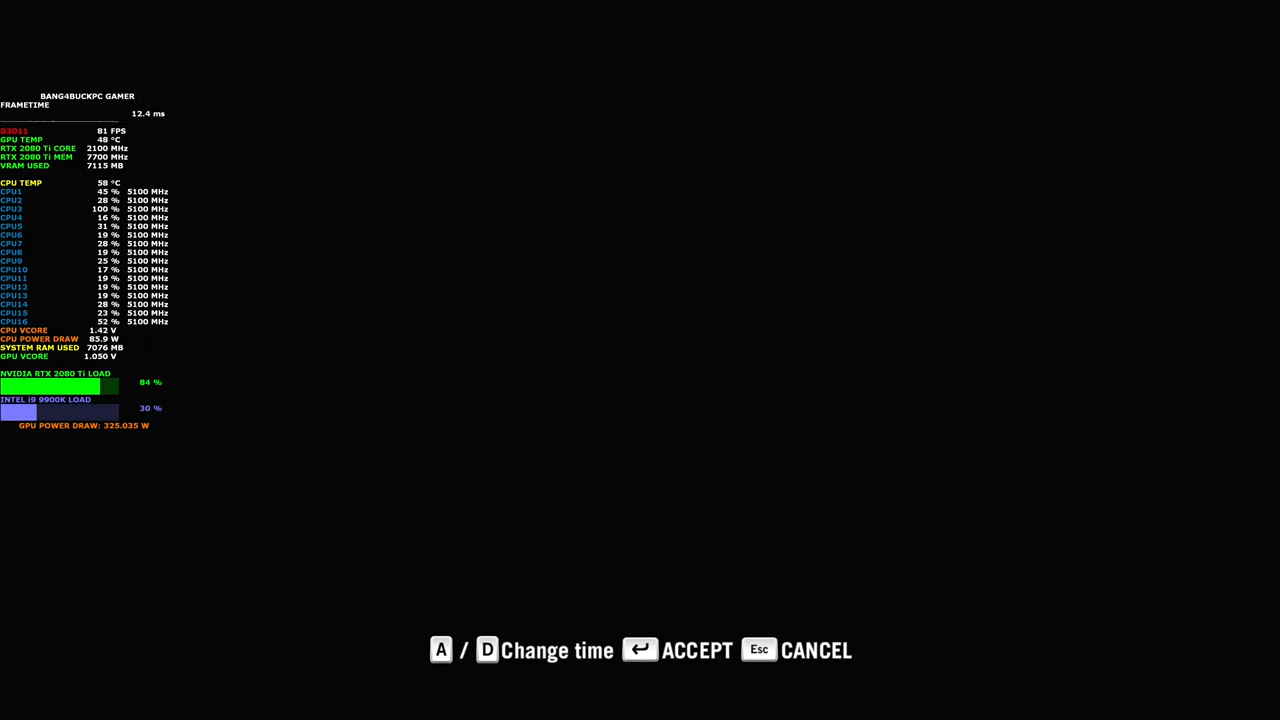 BANG4BUCKPC GAMER
FRAMETIME
12.4 ms
D3D11 81 FPS
GPU TEMP 48 °C
RTX 2080 Ti CORE 2100 MHz
RTX 2080 Ti MEM 7700 MHz
VRAM USED 7115 MB
CPU TEMP 58 °C
CPU1 45 % 5100 MHz
CPU2 28 % 5100 MHz
CPU3 100 % 5100 MHz
CPU4 16 % 5100 MHz
CPU5 31 % 5100 MHz
CPU6 19 % 5100 MHz
CPU7 28 % 5100 MHz
CPU8 19 % 5100 MHz
CPU9 25 % 5100 MHz
CPU10 17 % 5100 MHz
CPU11 19 % 5100 MHz
CPU12 19 % 5100 MHz
CPU13 19 % 5100 MHz
CPU14 28 % 5100 MHz
CPU15 23 % 5100 MHz
CPU16 52 % 5100 MHz
CPU VCORE 1.42 V
CPU POWER DRAW 85.9 W
SYSTEM RAM USED 7076 MB
GPU VCORE 1.050 V
NVIDIA RTX 2080 Ti LOAD
84 %
INTEL i9 9900K LOAD
30 %
GPU POWER DRAW: 325.035 W
A / D Change time ACCEPT Esc CANCEL